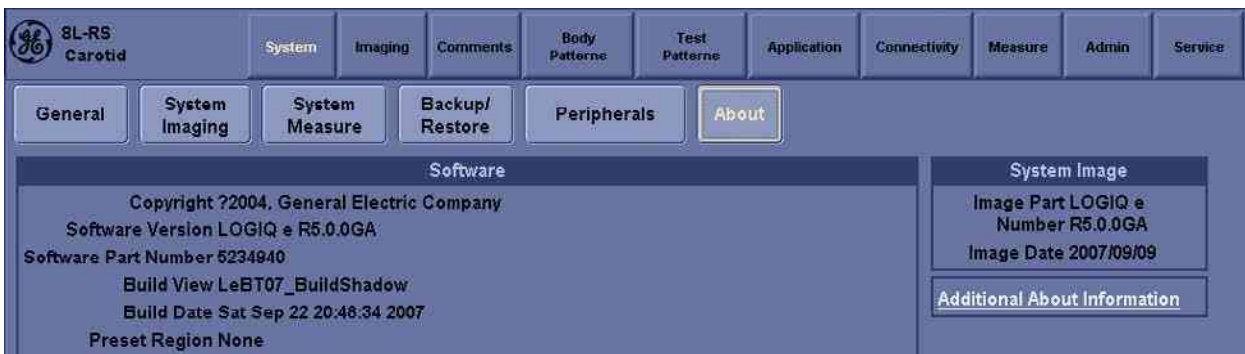 8L-RS
Carotid
System
Imaging
Comments
Body
Patterne
Test
Patterne
Application
Connectivity
Measure
Admin
Service
General
System
Imaging
System
Measure
Backup/
Restore
Peripherals
About
Software
Copyright ?2004, General Electric Company
Software Version LOGIQ e R5.0.0GA
Software Part Number 5234940
Build View LeBT07_BuildShadow
Build Date Sat Sep 22 20:48:34 2007
Preset Region None
System Image
Image Part LOGIQ e
Number R5.0.0GA
Image Date 2007/09/09
Additional About Information